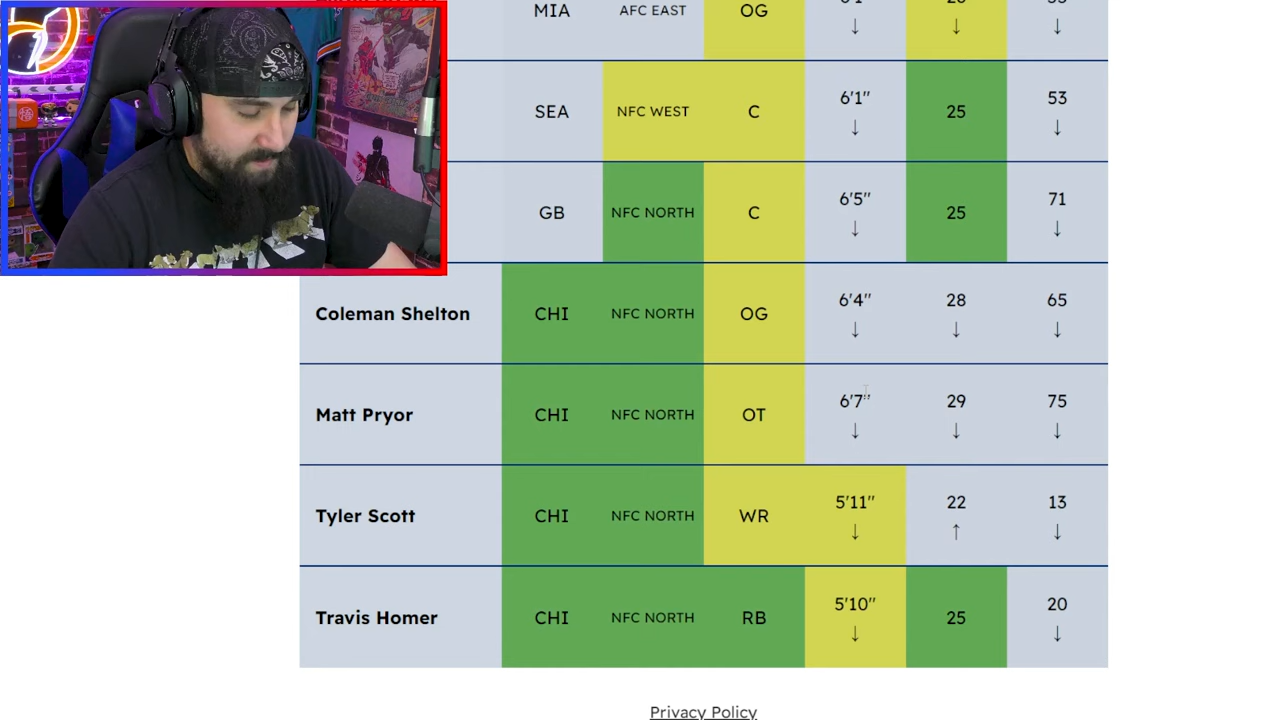 MIA AFC EAST OG
↓ ↓ ↓
SEA NFC WEST C 6'1" 25 53
↓ ↓
GB NFC NORTH C 6'5" 25 71
↓ ↓
Coleman Shelton CHI NFC NORTH OG 6'4" 28 65
↓ ↓ ↓
Matt Pryor CHI NFC NORTH OT 6'7" 29 75
↓ ↓ ↓
Tyler Scott CHI NFC NORTH WR 5'11" 22 13
↓ ↑ ↓
Travis Homer CHI NFC NORTH RB 5'10" 25 20
↓ ↓
Privacy Policy